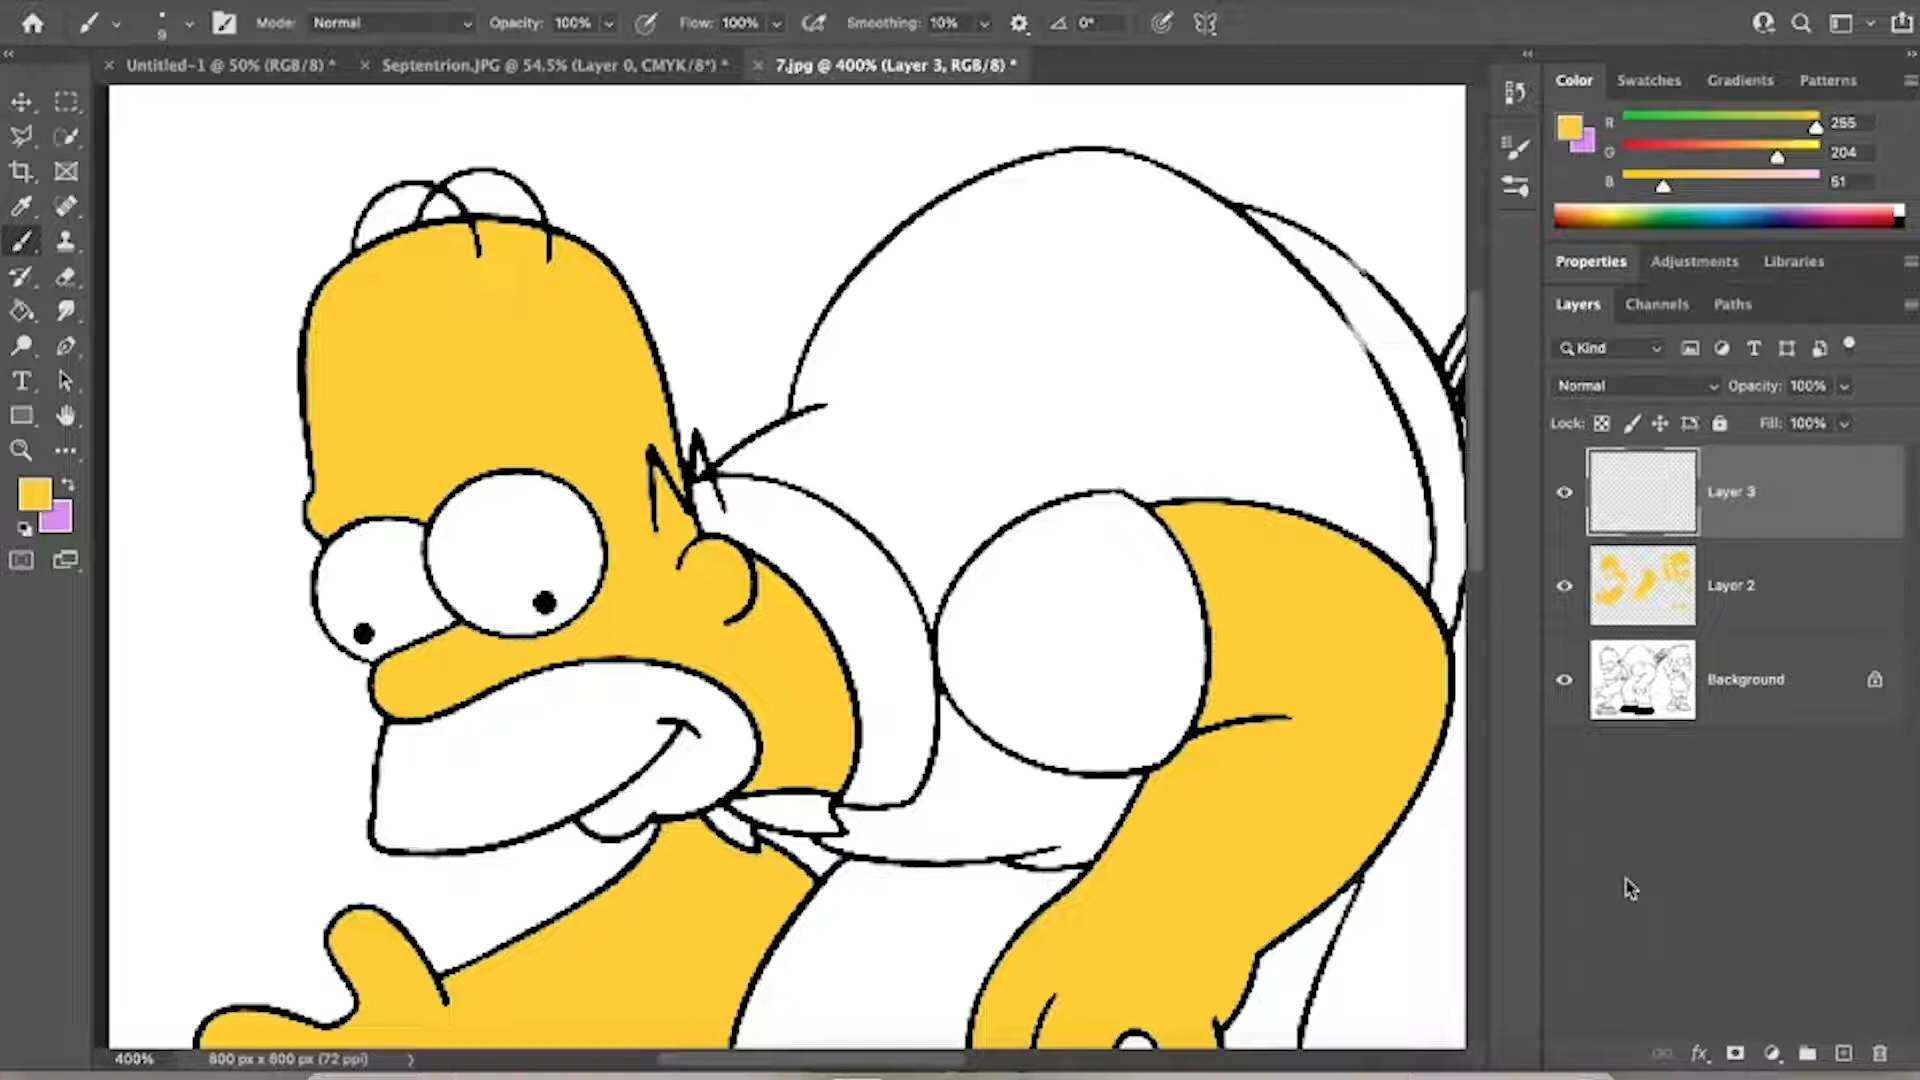 9 Mode: Normal Opacity: 100% Flow: 100% Smoothing: 10% 0°
Untitled-1 @ 50% (RGB/8) * Septentrion.JPG @ 54.5% (Layer 0, CMYK/8*) * 7.jpg @ 400% (Layer 3, RGB/8) *
Color Swatches Gradients Patterns
R 255
G 204
B 51
Properties Adjustments Libraries
Layers Channels Paths
Kind
Normal Opacity: 100%
Lock: Fill: 100%
Layer 3
Layer 2
Background
fx
400% 800 px x 800 px (72 ppi)